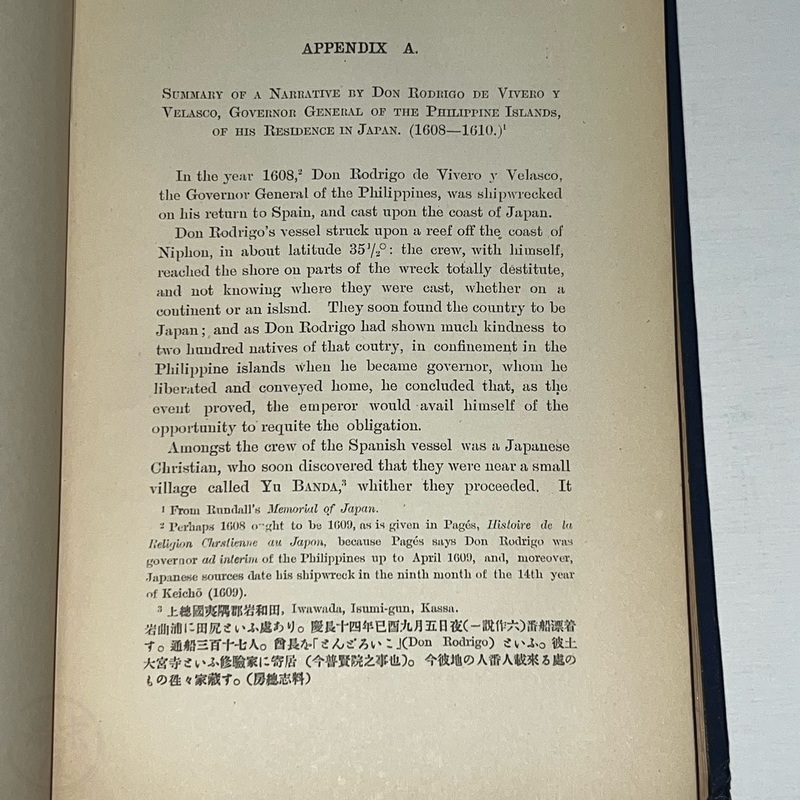 APPENDIX A.
SUMMARY OF A NARRATIVE BY DON RODRIGO DE VIVERO Y
VELASCO, GOVERNOR GENERAL OF THE PHILIPPINE ISLANDS,
OF HIS RESIDENCE IN JAPAN. (1608—1610.)¹
In the year 1608,² Don Rodrigo de Vivero y Velasco,
the Governor General of the Philippines, was shipwrecked
on his return to Spain, and cast upon the coast of Japan.
Don Rodrigo's vessel struck upon a reef off the coast of
Niphon, in about latitude 35½°: the crew, with himself,
reached the shore on parts of the wreck totally destitute,
and not knowing where they were cast, whether on a
continent or an islsnd. They soon found the country to be
Japan; and as Don Rodrigo had shown much kindness to
two hundred natives of that coutry, in confinement in the
Philippine islands when he became governor, whom he
liberated and conveyed home, he concluded that, as the
event proved, the emperor would avail himself of the
opportunity to requite the obligation.
Amongst the crew of the Spanish vessel was a Japanese
Christian, who soon discovered that they were near a small
village called YU BANDA,³ whither they proceeded. It
¹ From Rundall's Memorial of Japan.
² Perhaps 1608 ought to be 1609, as is given in Pagés, Histoire de la
Religion Chrstienne au Japon, because Pagés says Don Rodrigo was
governor ad interim of the Philippines up to April 1609, and, moreover,
Japanese sources date his shipwreck in the ninth month of the 14th year
of Keichō (1609).
³ 上總國夷隅郡岩和田, Iwawada, Isumi-gun, Kassa.
岩曲浦に田尻といふ處あり。慶長十四年己酉九月五日夜(一說作六)番船漂着
す。通船三百十七人。酋長を「とんどろいこ」(Don Rodrigo) といふ。彼土
大宮寺といふ修驗家に寄居 (今普賢院之事也)。今彼地の人番人載來る處の
もの徃々家藏す。(房總志料)